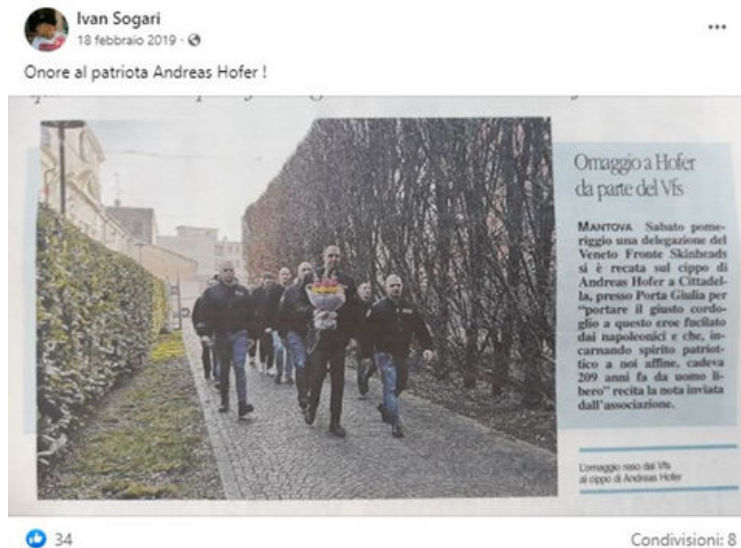 Ivan Sogari
18 febbraio 2019
Onore al patriota Andreas Hofer !
Omaggio a Hofer
da parte del Vfs
MANTOVA Sabato pome-
riggio una delegazione del
Veneto Fronte Skinheads
si è recata sul cippo di
Andreas Hofer a Cittadel-
la, presso Porta Giulia per
“portare il giusto cordo-
glio a questo eroe fucilato
dai napoleonici e che, in-
carnando spirito patriot-
tico a noi affine, cadeva
209 anni fa da uomo li-
bero” recita la nota inviata
dall'associazione.
L'omaggio reso dal Vfs
al cippo di Andreas Hofer
34
Condivisioni: 8